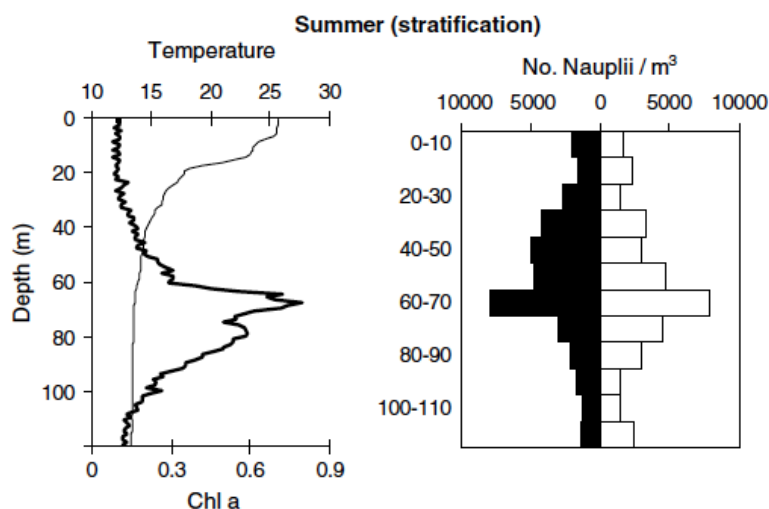 Summer (stratification)
Temperature
10 15 20 25 30
0
20
40
60
80
100
Depth (m)
0 0.3 0.6 0.9
Chl a
No. Nauplii / m³
10000 5000 0 5000 10000
0-10
20-30
40-50
60-70
80-90
100-110